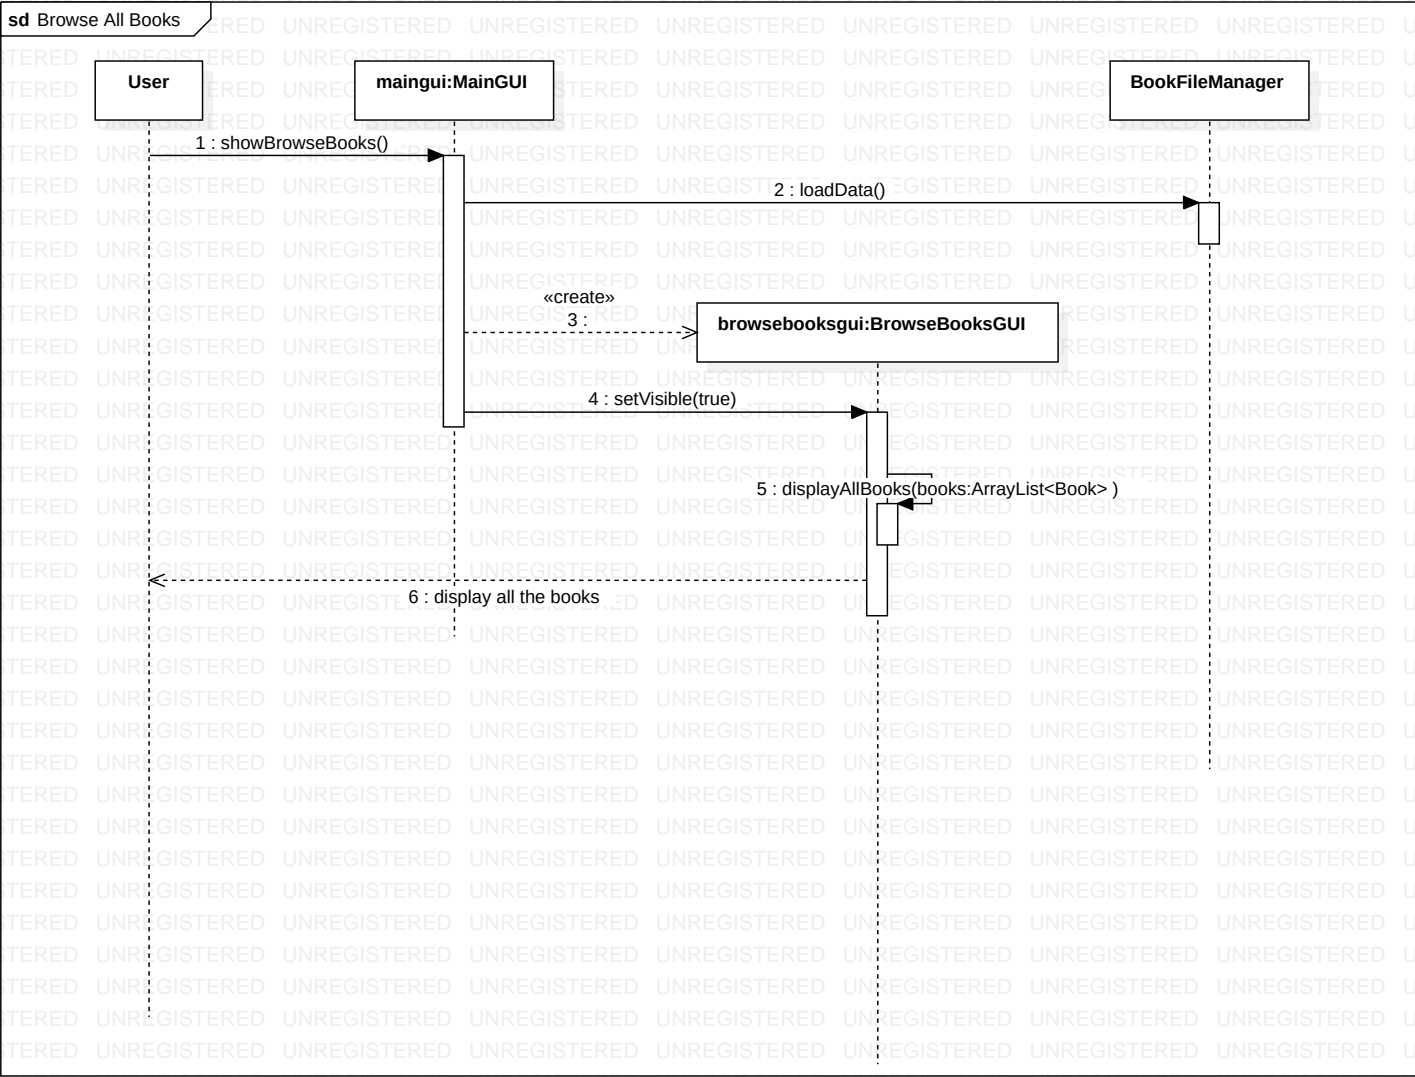 sd Browse All Books
User
maingui:MainGUI
BookFileManager
1 : showBrowseBooks()
2 : loadData()
«create»
3 :
browsebooksgui:BrowseBooksGUI
4 : setVisible(true)
5 : displayAllBooks(books:ArrayList<Book> )
6 : display all the books
UNREGISTERED